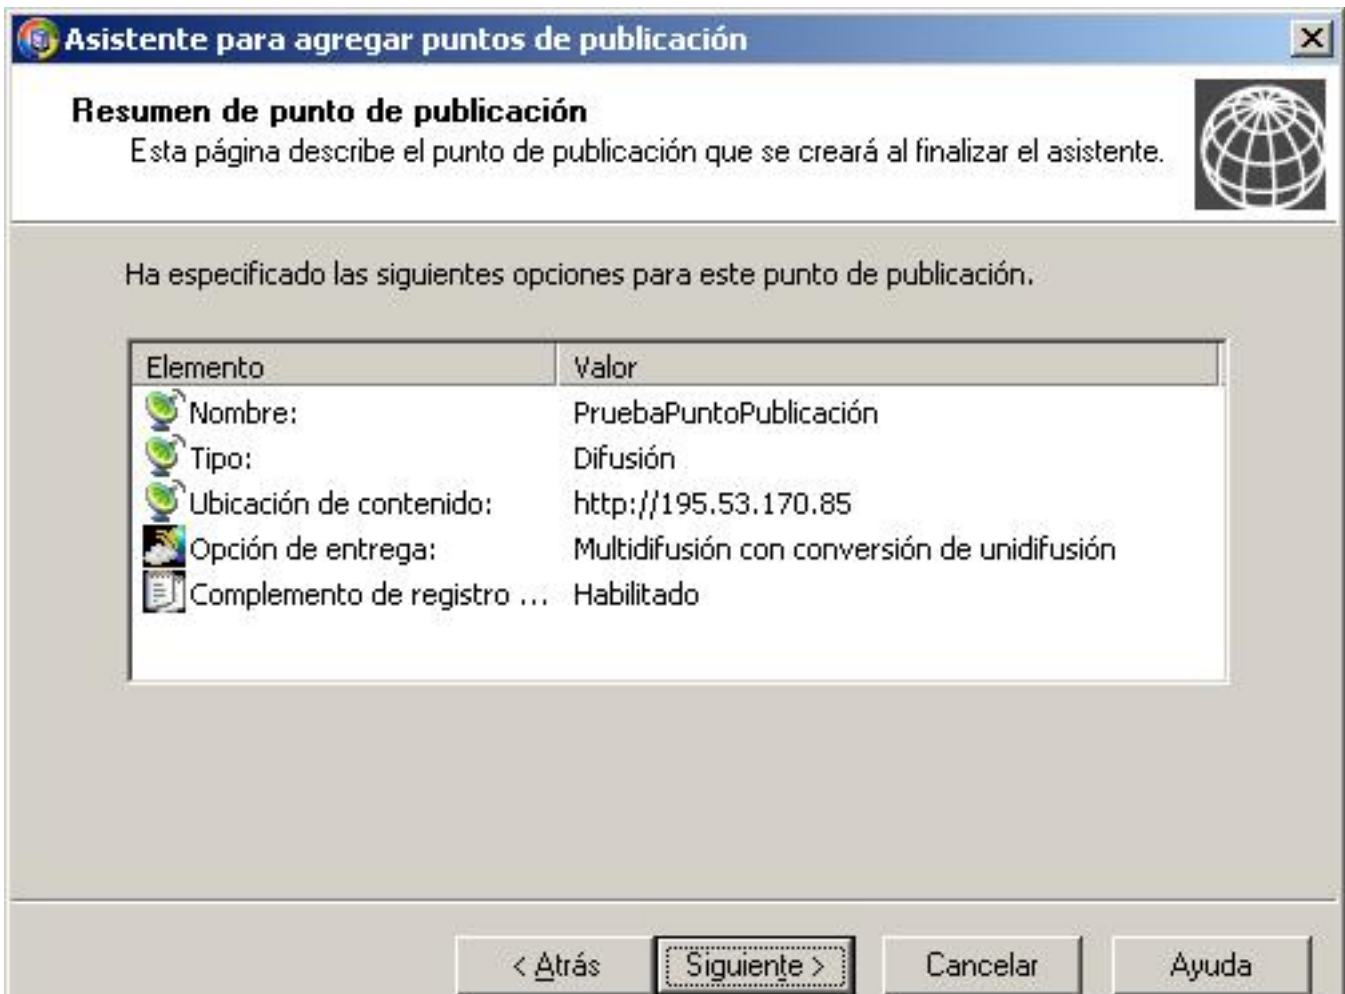 Asistente para agregar puntos de publicación
Resumen de punto de publicación
Esta página describe el punto de publicación que se creará al finalizar el asistente.
Ha especificado las siguientes opciones para este punto de publicación.
Elemento Valor
Nombre: PruebaPuntoPublicación
Tipo: Difusión
Ubicación de contenido: http://195.53.170.85
Opción de entrega: Multidifusión con conversión de unidifusión
Complemento de registro ... Habilitado
< Atrás Siguiente > Cancelar Ayuda